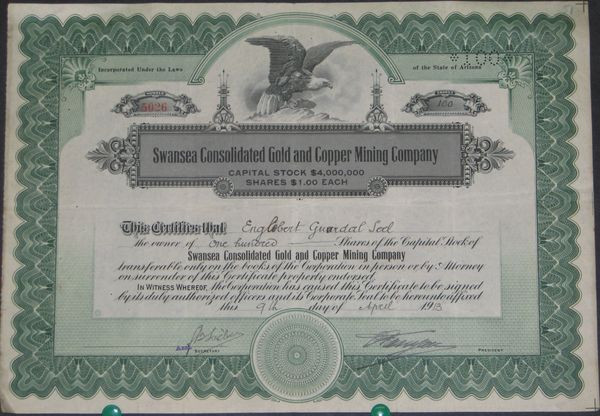 *100*
Incorporated Under the Laws of the State of Arizona
NUMBER SHARES
5626 100
Swansea Consolidated Gold and Copper Mining Company
CAPITAL STOCK $4,000,000
SHARES $1.00 EACH
This Certifies that Englebert Guardal Seel
the owner of One hundred Shares of the Capital Stock of
Swansea Consolidated Gold and Copper Mining Company
transferable only on the books of the Corporation in person or by Attorney
on surrender of this Certificate properly endorsed.
IN WITNESS WHEREOF, the Corporation has caused this Certificate to be signed
by its duly authorized officers and its Corporate Seal to be hereunto affixed
this 9th day of April 1913
SECRETARY PRESIDENT